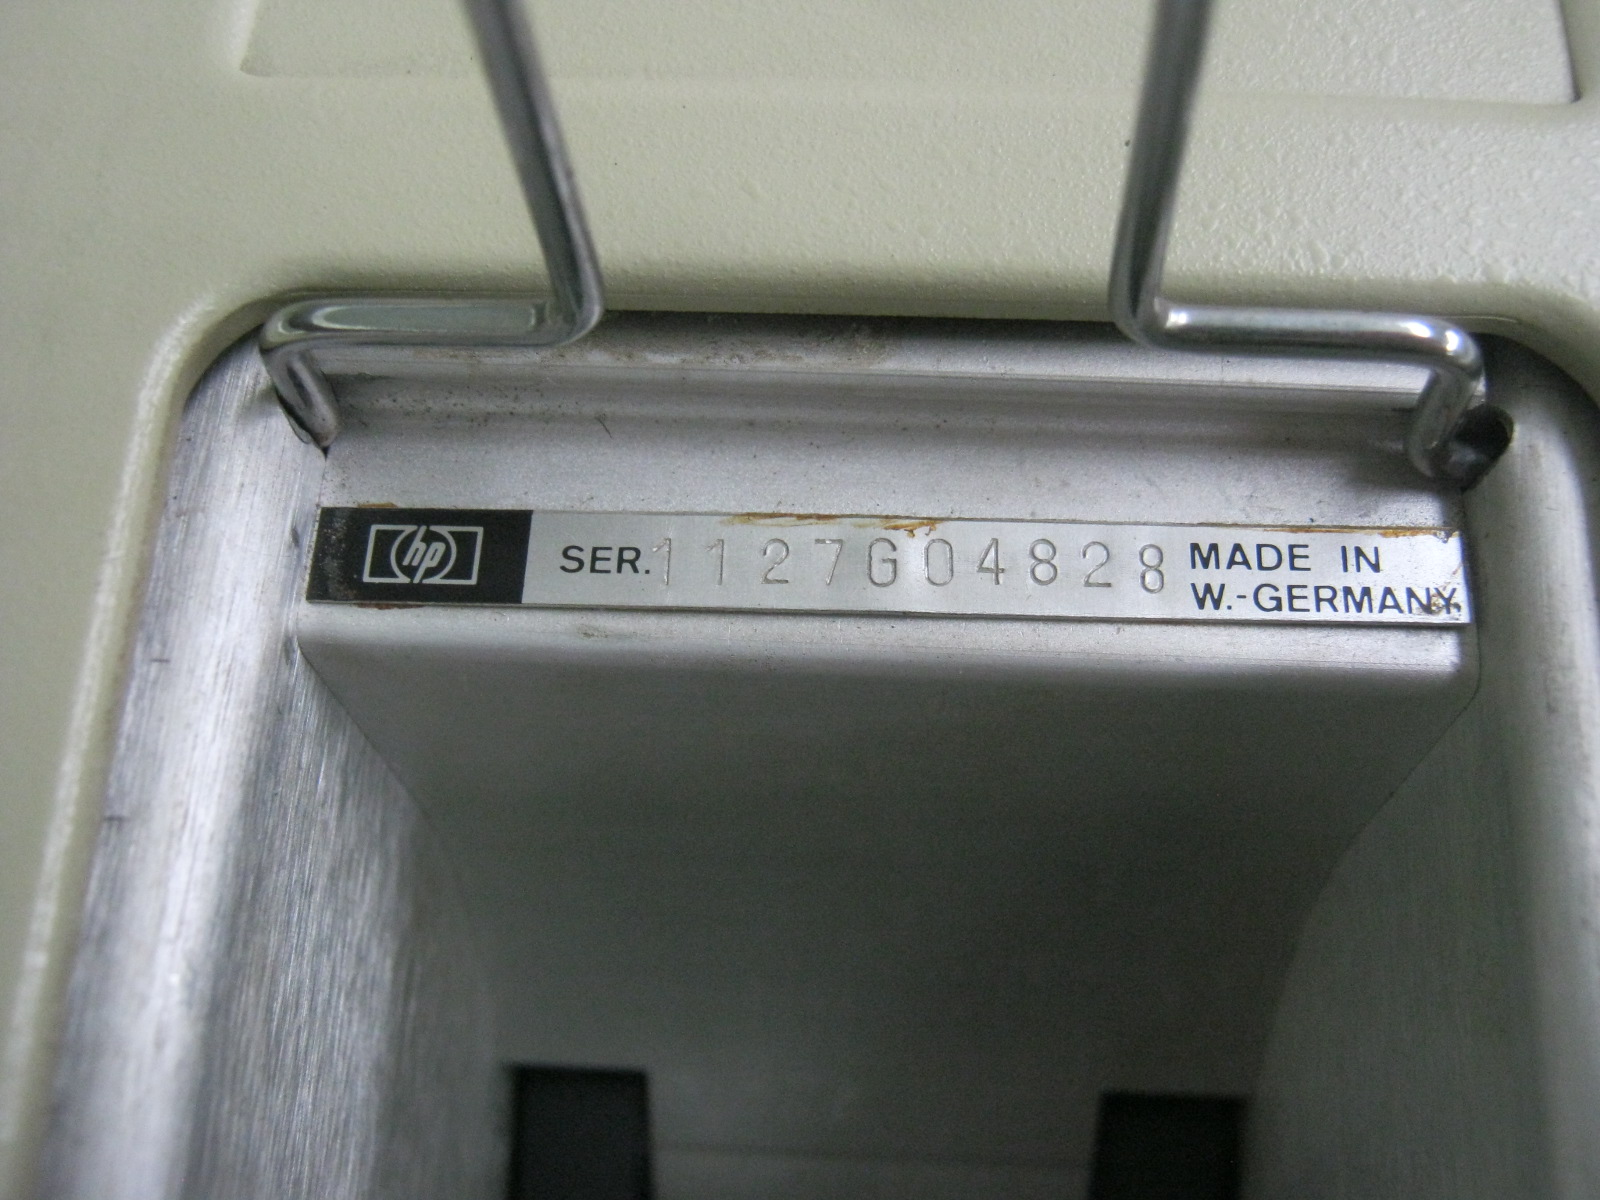 hp
SER. 1127G04828
MADE IN
W.-GERMANY